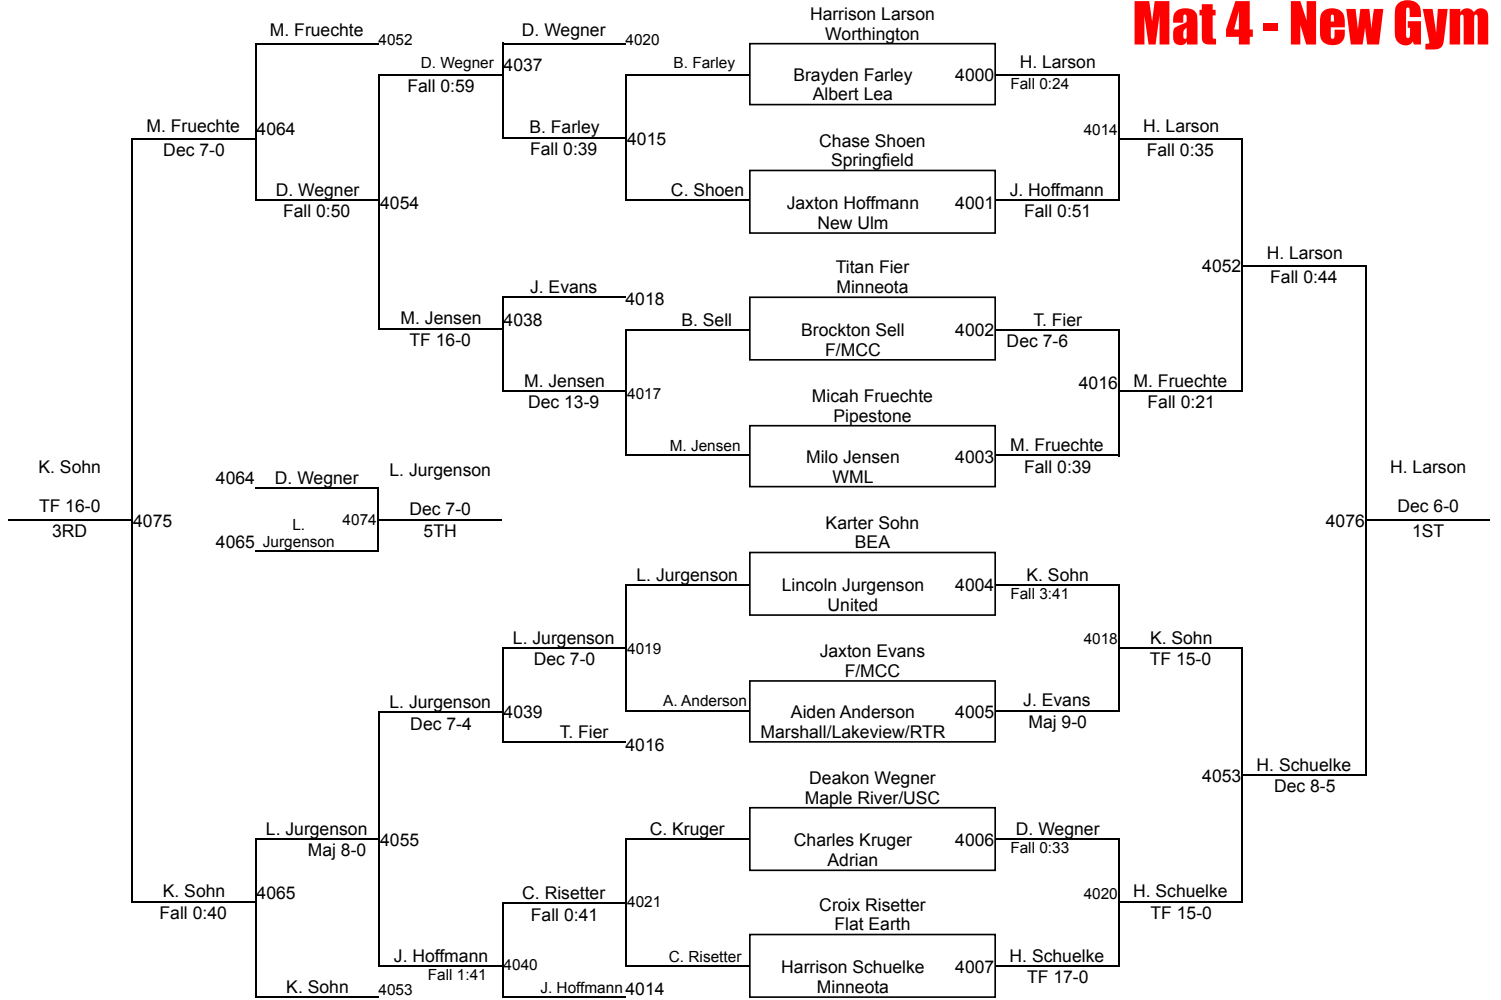 Mat 4 - New Gym
M. Fruechte
4052
D. Wegner
4020
Harrison Larson
Worthington
D. Wegner
4037
Fall 0:59
B. Farley
Brayden Farley
Albert Lea
4000
H. Larson
Fall 0:24
M. Fruechte
4064
Dec 7-0
B. Farley
4015
Fall 0:39
Chase Shoen
Springfield
4014
H. Larson
Fall 0:35
D. Wegner
4054
Fall 0:50
C. Shoen
Jaxton Hoffmann
New Ulm
4001
J. Hoffmann
Fall 0:51
Titan Fier
Minneota
4052
H. Larson
Fall 0:44
J. Evans
4018
M. Jensen
4038
TF 16-0
B. Sell
Brockton Sell
F/MCC
4002
T. Fier
Dec 7-6
M. Jensen
4017
Dec 13-9
Micah Fruechte
Pipestone
4016
M. Fruechte
Fall 0:21
M. Jensen
Milo Jensen
WML
4003
M. Fruechte
Fall 0:39
K. Sohn
TF 16-0
4075
3RD
4064
D. Wegner
L. Jurgenson
4074
Dec 7-0
5TH
4065
L.
Jurgenson
H. Larson
4076
Dec 6-0
1ST
Karter Sohn
BEA
L. Jurgenson
Lincoln Jurgenson
United
4004
K. Sohn
Fall 3:41
L. Jurgenson
4019
Dec 7-0
Jaxton Evans
F/MCC
4018
K. Sohn
TF 15-0
L. Jurgenson
4039
Dec 7-4
A. Anderson
Aiden Anderson
Marshall/Lakeview/RTR
4005
J. Evans
Maj 9-0
T. Fier
4016
Deakon Wegner
Maple River/USC
4053
H. Schuelke
Dec 8-5
L. Jurgenson
4055
Maj 8-0
C. Kruger
Charles Kruger
Adrian
4006
D. Wegner
Fall 0:33
K. Sohn
4065
Fall 0:40
C. Risetter
4021
Fall 0:41
Croix Risetter
Flat Earth
4020
H. Schuelke
TF 15-0
J. Hoffmann
4040
Fall 1:41
C. Risetter
Harrison Schuelke
Minneota
4007
H. Schuelke
TF 17-0
K. Sohn
4053
J. Hoffmann
4014